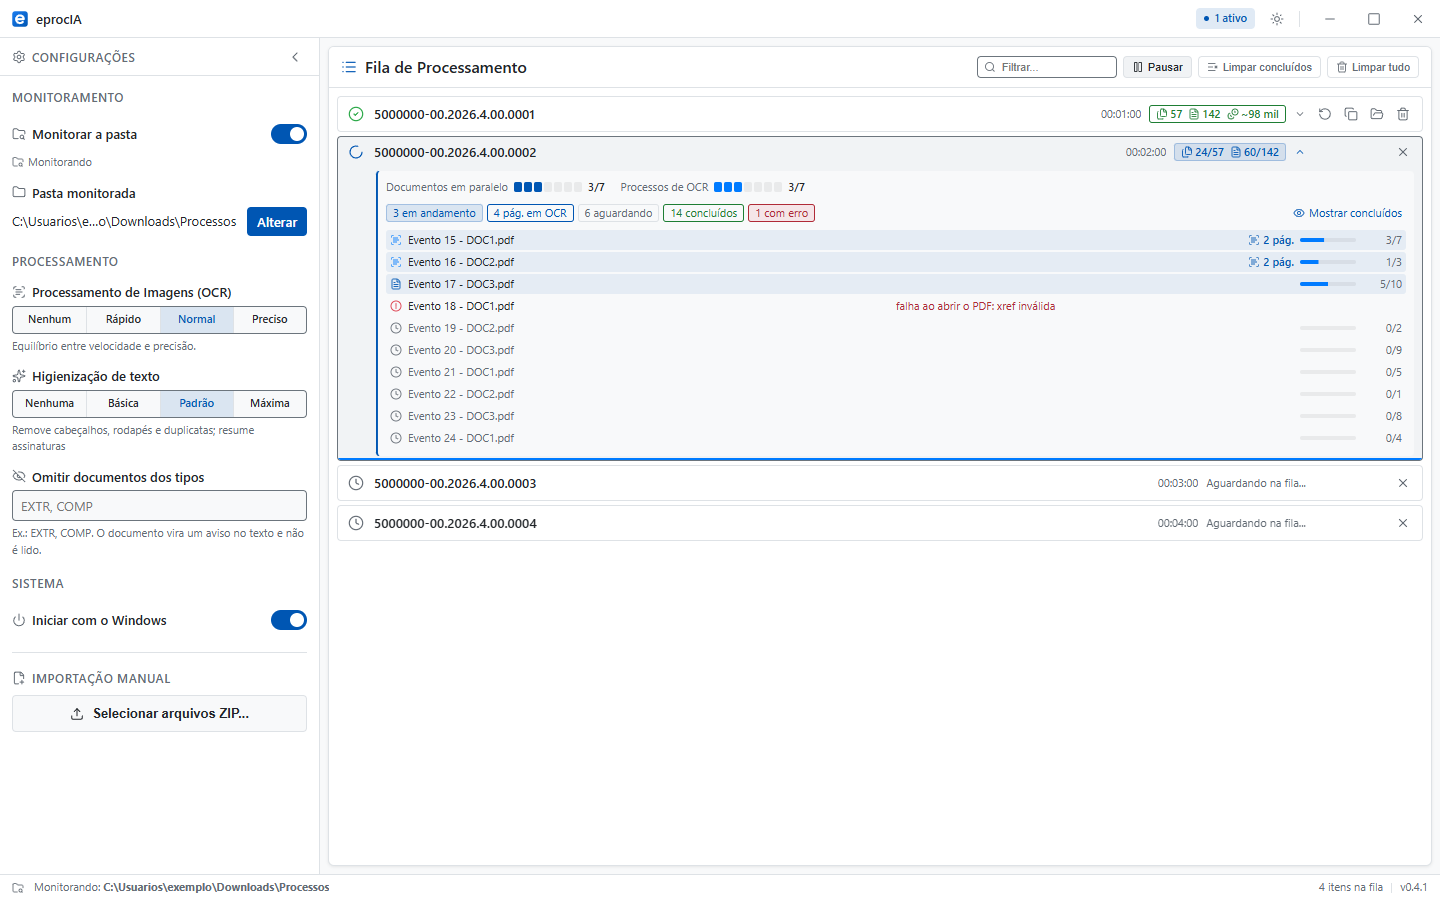 eprocIA
1 ativo
CONFIGURAÇÕES
MONITORAMENTO
Monitorar a pasta
Monitorando
Pasta monitorada
C:\Usuarios\e...o\Downloads\Processos
Alterar
PROCESSAMENTO
Processamento de Imagens (OCR)
Nenhum Rápido Normal Preciso
Equilíbrio entre velocidade e precisão.
Higienização de texto
Nenhuma Básica Padrão Máxima
Remove cabeçalhos, rodapés e duplicatas; resume
assinaturas
Omitir documentos dos tipos
EXTR, COMP
Ex.: EXTR, COMP. O documento vira um aviso no texto e não
é lido.
SISTEMA
Iniciar com o Windows
IMPORTAÇÃO MANUAL
Selecionar arquivos ZIP...
Fila de Processamento
Filtrar...
Pausar
Limpar concluídos
Limpar tudo
5000000-00.2026.4.00.0001 00:01:00 57 142 ~98 mil
5000000-00.2026.4.00.0002 00:02:00 24/57 60/142
Documentos em paralelo 3/7 Processos de OCR 3/7
3 em andamento 4 pág. em OCR 6 aguardando 14 concluídos 1 com erro Mostrar concluídos
Evento 15 - DOC1.pdf 2 pág. 3/7
Evento 16 - DOC2.pdf 2 pág. 1/3
Evento 17 - DOC3.pdf 5/10
Evento 18 - DOC1.pdf falha ao abrir o PDF: xref inválida
Evento 19 - DOC2.pdf 0/2
Evento 20 - DOC3.pdf 0/9
Evento 21 - DOC1.pdf 0/5
Evento 22 - DOC2.pdf 0/1
Evento 23 - DOC3.pdf 0/8
Evento 24 - DOC1.pdf 0/4
5000000-00.2026.4.00.0003 00:03:00 Aguardando na fila...
5000000-00.2026.4.00.0004 00:04:00 Aguardando na fila...
Monitorando: C:\Usuarios\exemplo\Downloads\Processos
4 itens na fila v0.4.1